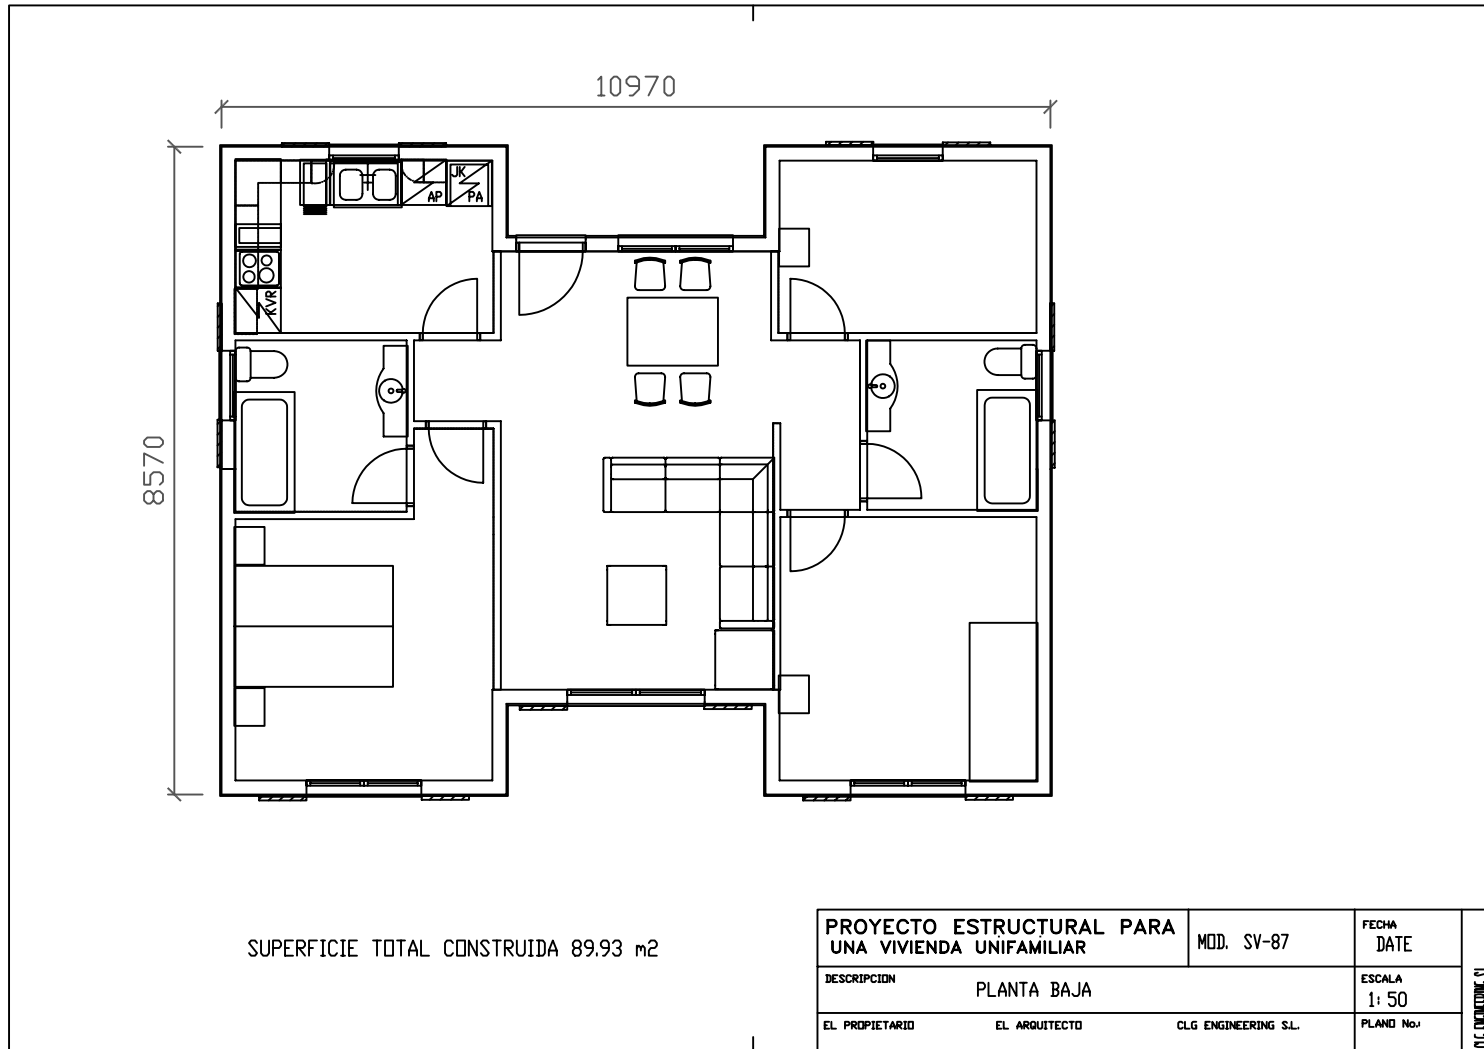 10970
8570
JK
AP
PA
KVR
SUPERFICIE TOTAL CONSTRUIDA 89.93 m2
PROYECTO ESTRUCTURAL PARA
UNA VIVIENDA UNIFAMILIAR
MOD. SV-87
FECHA
DATE
DESCRIPCION
PLANTA BAJA
ESCALA
1:50
EL PROPIETARIO
EL ARQUITECTO
CLG ENGINEERING S.L.
PLANO No.: